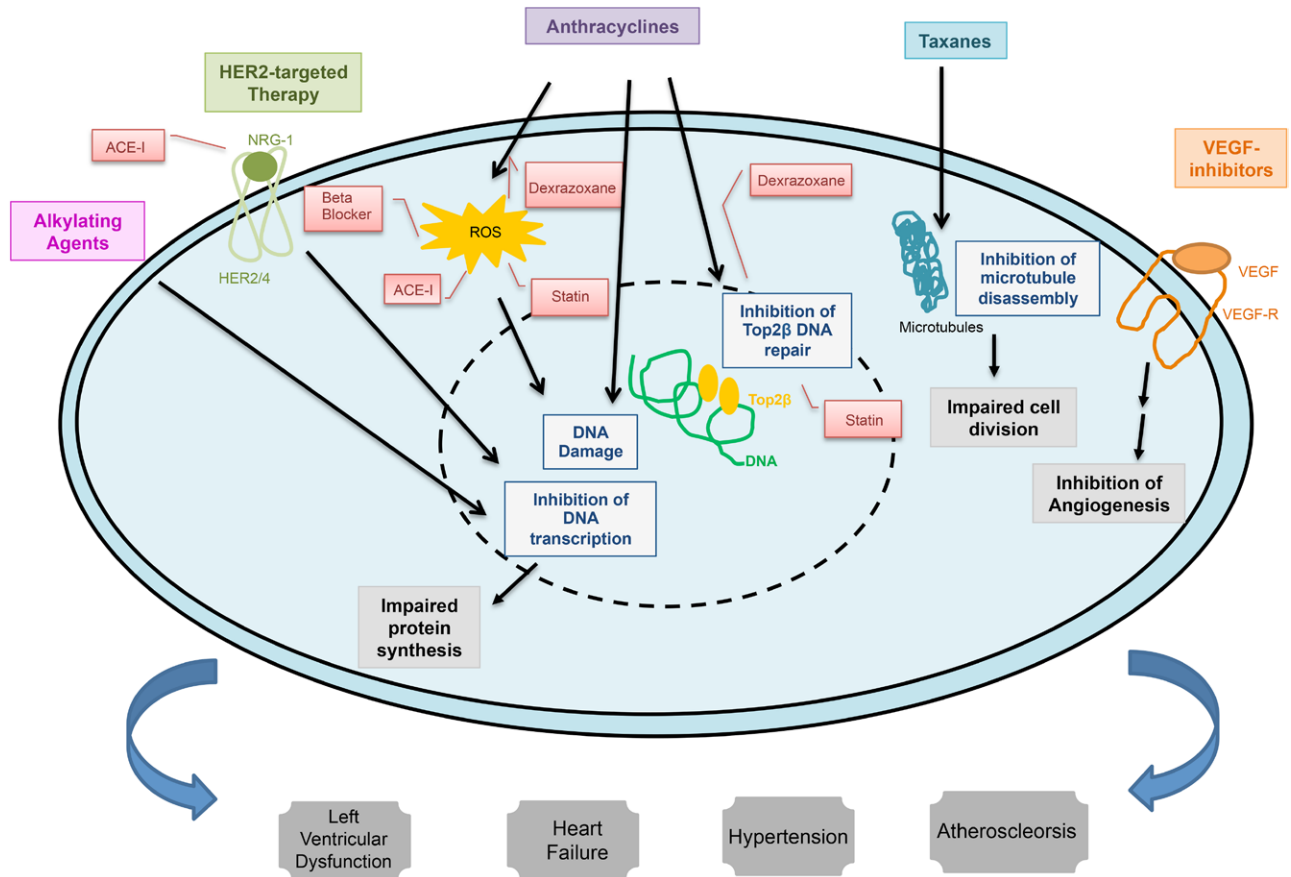 Anthracyclines
Taxanes
HER2-targeted
Therapy
ACE-I
NRG-1
VEGF-
inhibitors
Alkylating
Agents
Beta
Blocker
Dexrazoxane
Dexrazoxane
ROS
HER2/4
ACE-I
Statin
Inhibition of
microtubule
disassembly
Microtubules
VEGF
VEGF-R
Inhibition of
Top2β DNA
repair
Top2β
Statin
Impaired cell
division
DNA
Damage
DNA
Inhibition of
Angiogenesis
Inhibition of
DNA
transcription
Impaired
protein
synthesis
Left
Ventricular
Dysfunction
Heart
Failure
Hypertension
Atheroscleorsis